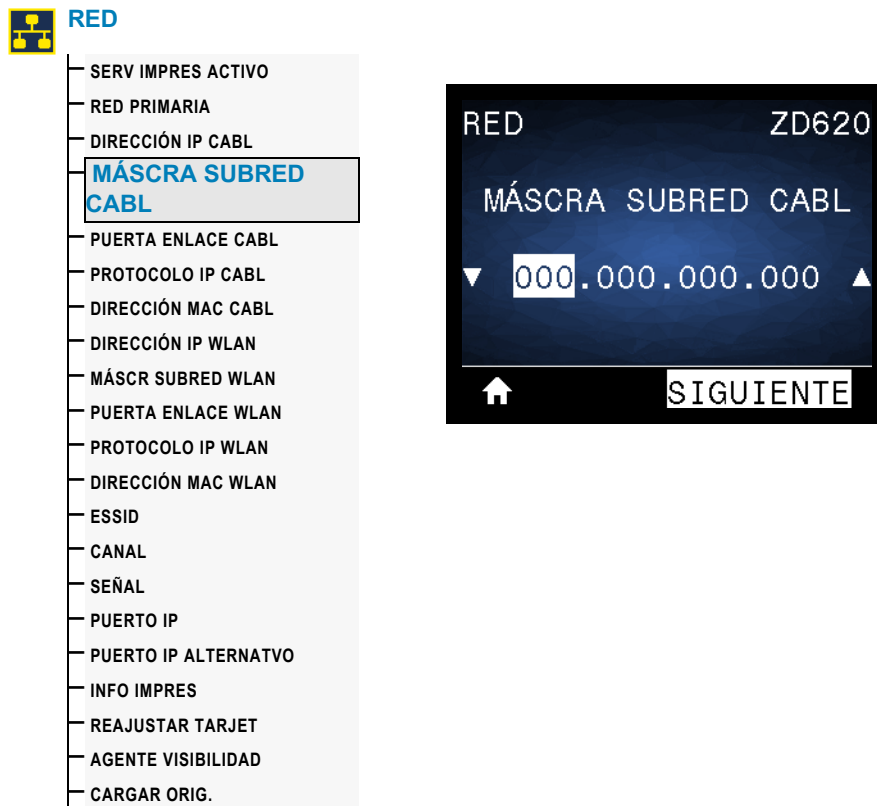 RED
SERV IMPRES ACTIVO
RED PRIMARIA
DIRECCIÓN IP CABL
MÁSCRA SUBRED
CABL
PUERTA ENLACE CABL
PROTOCOLO IP CABL
DIRECCIÓN MAC CABL
DIRECCIÓN IP WLAN
MÁSCR SUBRED WLAN
PUERTA ENLACE WLAN
PROTOCOLO IP WLAN
DIRECCIÓN MAC WLAN
ESSID
CANAL
SEÑAL
PUERTO IP
PUERTO IP ALTERNATVO
INFO IMPRES
REAJUSTAR TARJET
AGENTE VISIBILIDAD
CARGAR ORIG.
RED ZD620
MÁSCRA SUBRED CABL
000.000.000.000
SIGUIENTE